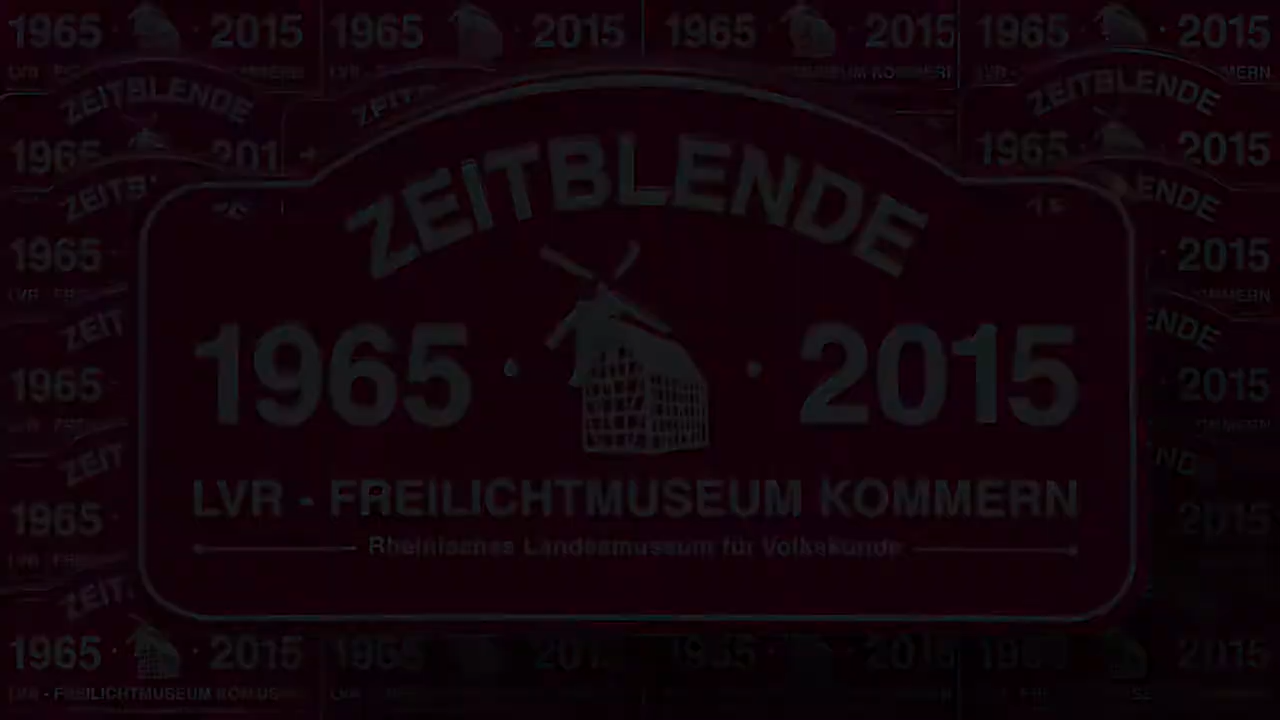 ZEITBLENDE
1965 · 2015
LVR - FREILICHTMUSEUM KOMMERN
Rheinisches Landesmuseum für Volkskunde